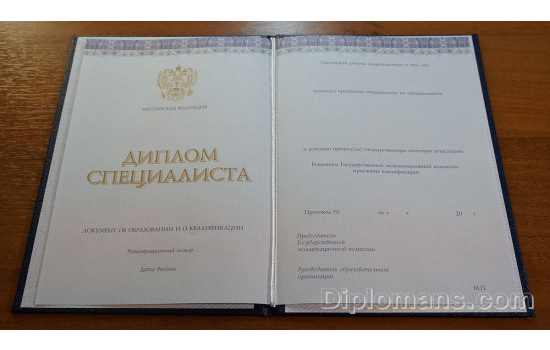 РОССИЙСКАЯ ФЕДЕРАЦИЯ
ДИПЛОМ
СПЕЦИАЛИСТА
ДОКУМЕНТ ОБ ОБРАЗОВАНИИ И О КВАЛИФИКАЦИИ
Регистрационный номер
Дата выдачи
Настоящий диплом свидетельствует о том, что
освоил(а) программу специалитета по специальности
и успешно прошел(ла) государственную итоговую аттестацию
Решением Государственной экзаменационной комиссии
присвоена квалификация
Протокол № от « » 20 г.
Председатель
Государственной
экзаменационной комиссии
Руководитель образовательной
организации
М.П.
Diplomans.com